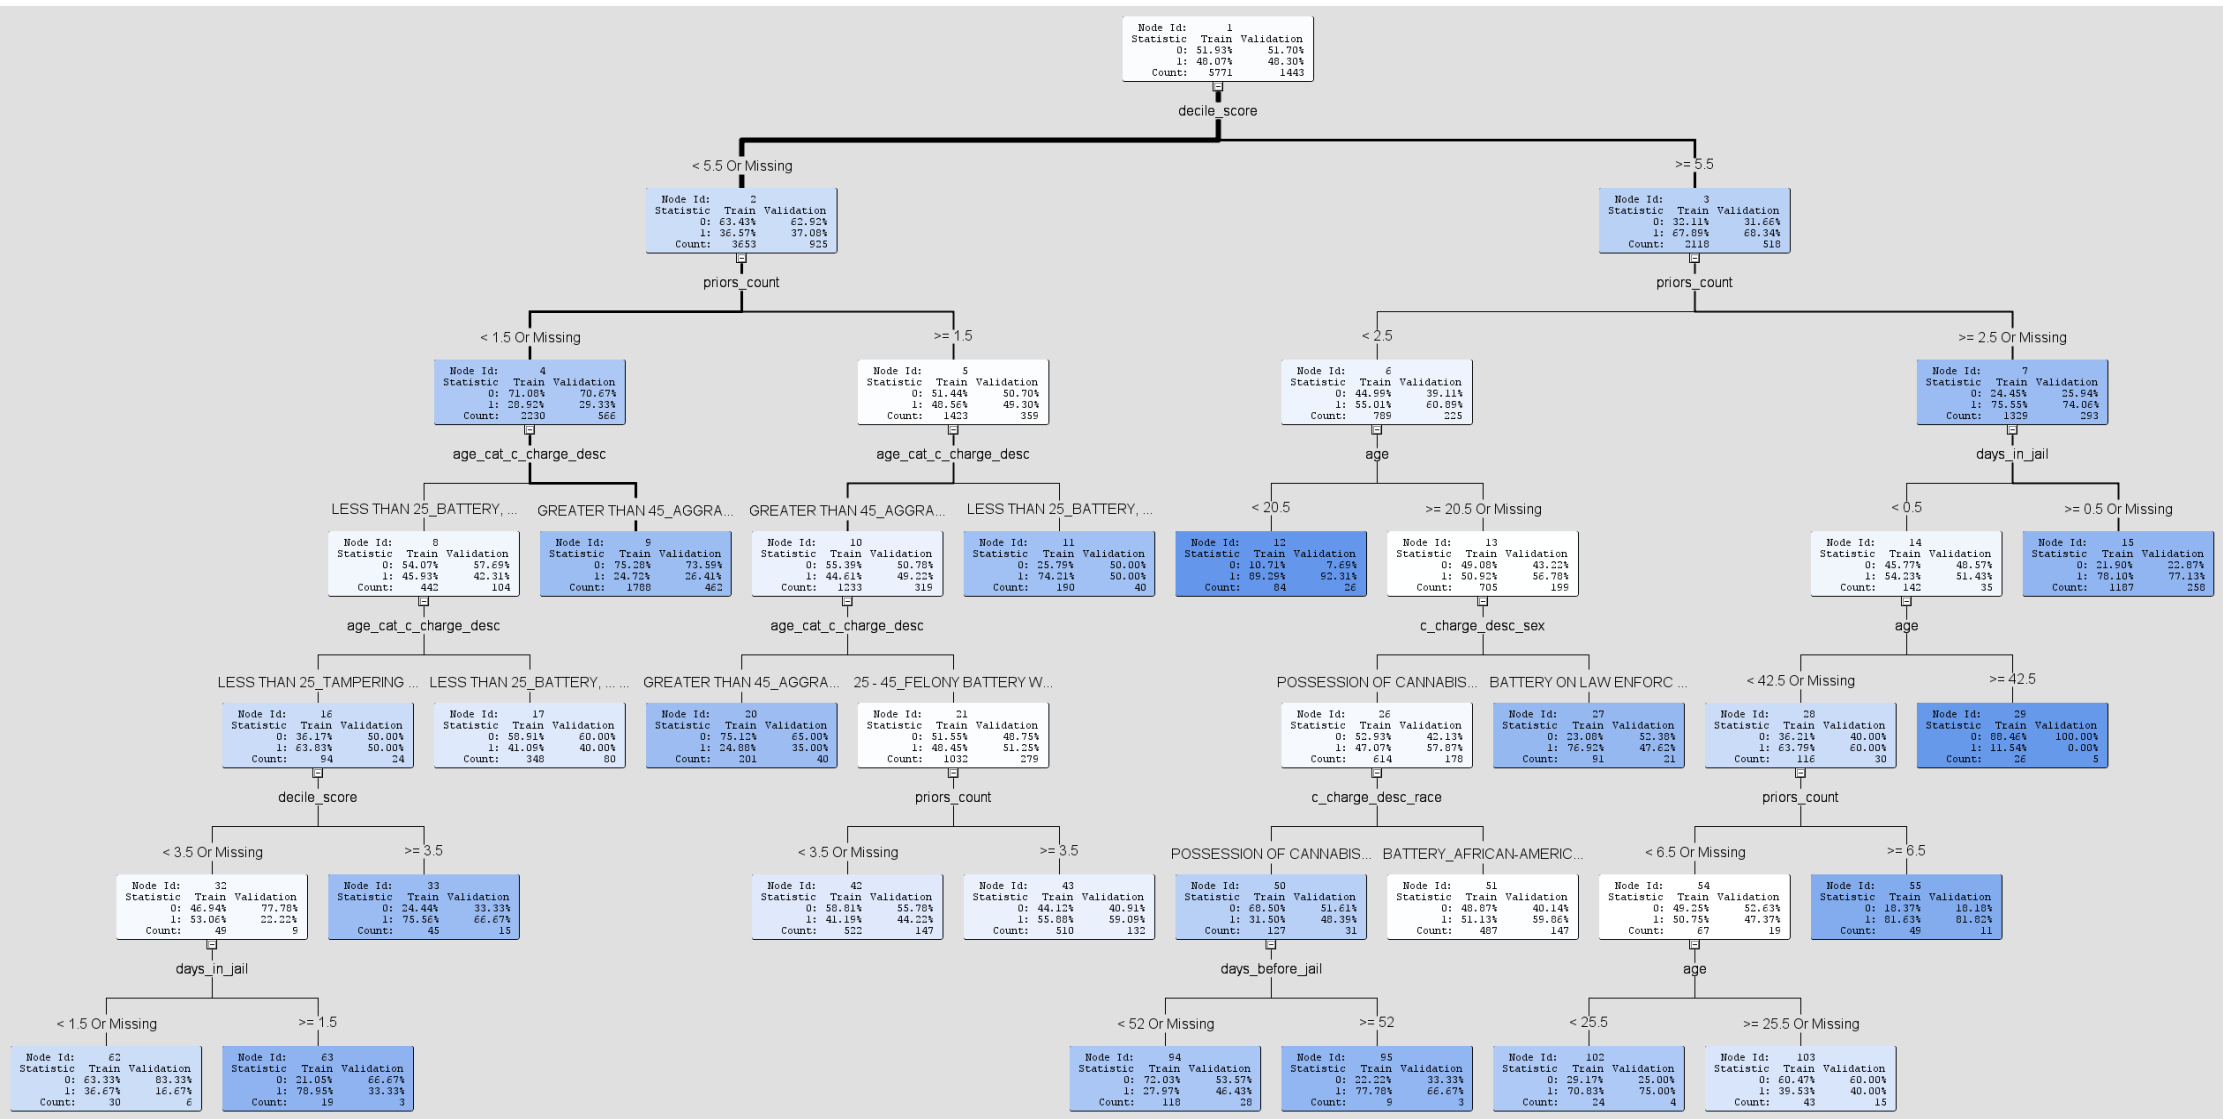 Node Id: 1
Statistic Train Validation
0: 51.93% 51.70%
1: 48.07% 48.30%
Count: 5771 1443
decile_score
< 5.5 Or Missing
>= 5.5
Node Id: 2
Statistic Train Validation
0: 63.43% 62.92%
1: 36.57% 37.08%
Count: 3653 925
Node Id: 3
Statistic Train Validation
0: 32.11% 31.66%
1: 67.89% 68.34%
Count: 2118 518
priors_count
priors_count
< 1.5 Or Missing
>= 1.5
< 2.5
>= 2.5 Or Missing
Node Id: 4
Statistic Train Validation
0: 71.08% 70.67%
1: 28.92% 29.33%
Count: 2230 566
Node Id: 5
Statistic Train Validation
0: 51.44% 50.70%
1: 48.56% 49.30%
Count: 1423 359
Node Id: 6
Statistic Train Validation
0: 44.99% 39.11%
1: 55.01% 60.89%
Count: 789 225
Node Id: 7
Statistic Train Validation
0: 24.45% 25.94%
1: 75.55% 74.06%
Count: 1329 293
age_cat_c_charge_desc
age_cat_c_charge_desc
age
days_in_jail
LESS THAN 25_BATTERY, ...
GREATER THAN 45_AGGRA...
GREATER THAN 45_AGGRA...
LESS THAN 25_BATTERY, ...
< 20.5
>= 20.5 Or Missing
< 0.5
>= 0.5 Or Missing
Node Id: 8
Statistic Train Validation
0: 54.07% 57.69%
1: 45.93% 42.31%
Count: 442 104
Node Id: 9
Statistic Train Validation
0: 75.28% 73.59%
1: 24.72% 26.41%
Count: 1788 462
Node Id: 10
Statistic Train Validation
0: 55.39% 50.78%
1: 44.61% 49.22%
Count: 1233 319
Node Id: 11
Statistic Train Validation
0: 25.79% 50.00%
1: 74.21% 50.00%
Count: 190 40
Node Id: 12
Statistic Train Validation
0: 10.71% 7.69%
1: 89.29% 92.31%
Count: 84 26
Node Id: 13
Statistic Train Validation
0: 49.08% 43.22%
1: 50.92% 56.78%
Count: 705 199
Node Id: 14
Statistic Train Validation
0: 45.77% 48.57%
1: 54.23% 51.43%
Count: 142 35
Node Id: 15
Statistic Train Validation
0: 21.90% 22.87%
1: 78.10% 77.13%
Count: 1187 258
age_cat_c_charge_desc
age_cat_c_charge_desc
c_charge_desc_sex
age
LESS THAN 25_TAMPERING ...
LESS THAN 25_BATTERY, ... ...
GREATER THAN 45_AGGRA...
25 - 45_FELONY BATTERY W...
POSSESSION OF CANNABIS...
BATTERY ON LAW ENFORC ...
< 42.5 Or Missing
>= 42.5
Node Id: 16
Statistic Train Validation
0: 36.17% 50.00%
1: 63.83% 50.00%
Count: 94 24
Node Id: 17
Statistic Train Validation
0: 58.91% 60.00%
1: 41.09% 40.00%
Count: 348 80
Node Id: 20
Statistic Train Validation
0: 75.12% 65.00%
1: 24.88% 35.00%
Count: 201 40
Node Id: 21
Statistic Train Validation
0: 51.55% 48.75%
1: 48.45% 51.25%
Count: 1032 279
Node Id: 26
Statistic Train Validation
0: 52.93% 42.13%
1: 47.07% 57.87%
Count: 614 178
Node Id: 27
Statistic Train Validation
0: 23.08% 52.38%
1: 76.92% 47.62%
Count: 91 21
Node Id: 28
Statistic Train Validation
0: 36.21% 40.00%
1: 63.79% 60.00%
Count: 116 30
Node Id: 29
Statistic Train Validation
0: 88.46% 100.00%
1: 11.54% 0.00%
Count: 26 5
decile_score
priors_count
c_charge_desc_race
priors_count
< 3.5 Or Missing
>= 3.5
< 3.5 Or Missing
>= 3.5
POSSESSION OF CANNABIS...
BATTERY_AFRICAN-AMERIC...
< 6.5 Or Missing
>= 6.5
Node Id: 32
Statistic Train Validation
0: 46.94% 77.78%
1: 53.06% 22.22%
Count: 49 9
Node Id: 33
Statistic Train Validation
0: 24.44% 33.33%
1: 75.56% 66.67%
Count: 45 15
Node Id: 42
Statistic Train Validation
0: 58.81% 55.78%
1: 41.19% 44.22%
Count: 522 147
Node Id: 43
Statistic Train Validation
0: 44.12% 40.91%
1: 55.88% 59.09%
Count: 510 132
Node Id: 50
Statistic Train Validation
0: 68.50% 51.61%
1: 31.50% 48.39%
Count: 127 31
Node Id: 51
Statistic Train Validation
0: 48.87% 40.14%
1: 51.13% 59.86%
Count: 487 147
Node Id: 54
Statistic Train Validation
0: 49.25% 52.63%
1: 50.75% 47.37%
Count: 67 19
Node Id: 55
Statistic Train Validation
0: 18.37% 18.18%
1: 81.63% 81.82%
Count: 49 11
days_in_jail
days_before_jail
age
< 1.5 Or Missing
>= 1.5
< 52 Or Missing
>= 52
< 25.5
>= 25.5 Or Missing
Node Id: 62
Statistic Train Validation
0: 63.33% 83.33%
1: 36.67% 16.67%
Count: 30 6
Node Id: 63
Statistic Train Validation
0: 21.05% 66.67%
1: 78.95% 33.33%
Count: 19 3
Node Id: 94
Statistic Train Validation
0: 72.03% 53.57%
1: 27.97% 46.43%
Count: 118 28
Node Id: 95
Statistic Train Validation
0: 22.22% 33.33%
1: 77.78% 66.67%
Count: 9 3
Node Id: 102
Statistic Train Validation
0: 29.17% 25.00%
1: 70.83% 75.00%
Count: 24 4
Node Id: 103
Statistic Train Validation
0: 60.47% 60.00%
1: 39.53% 40.00%
Count: 43 15